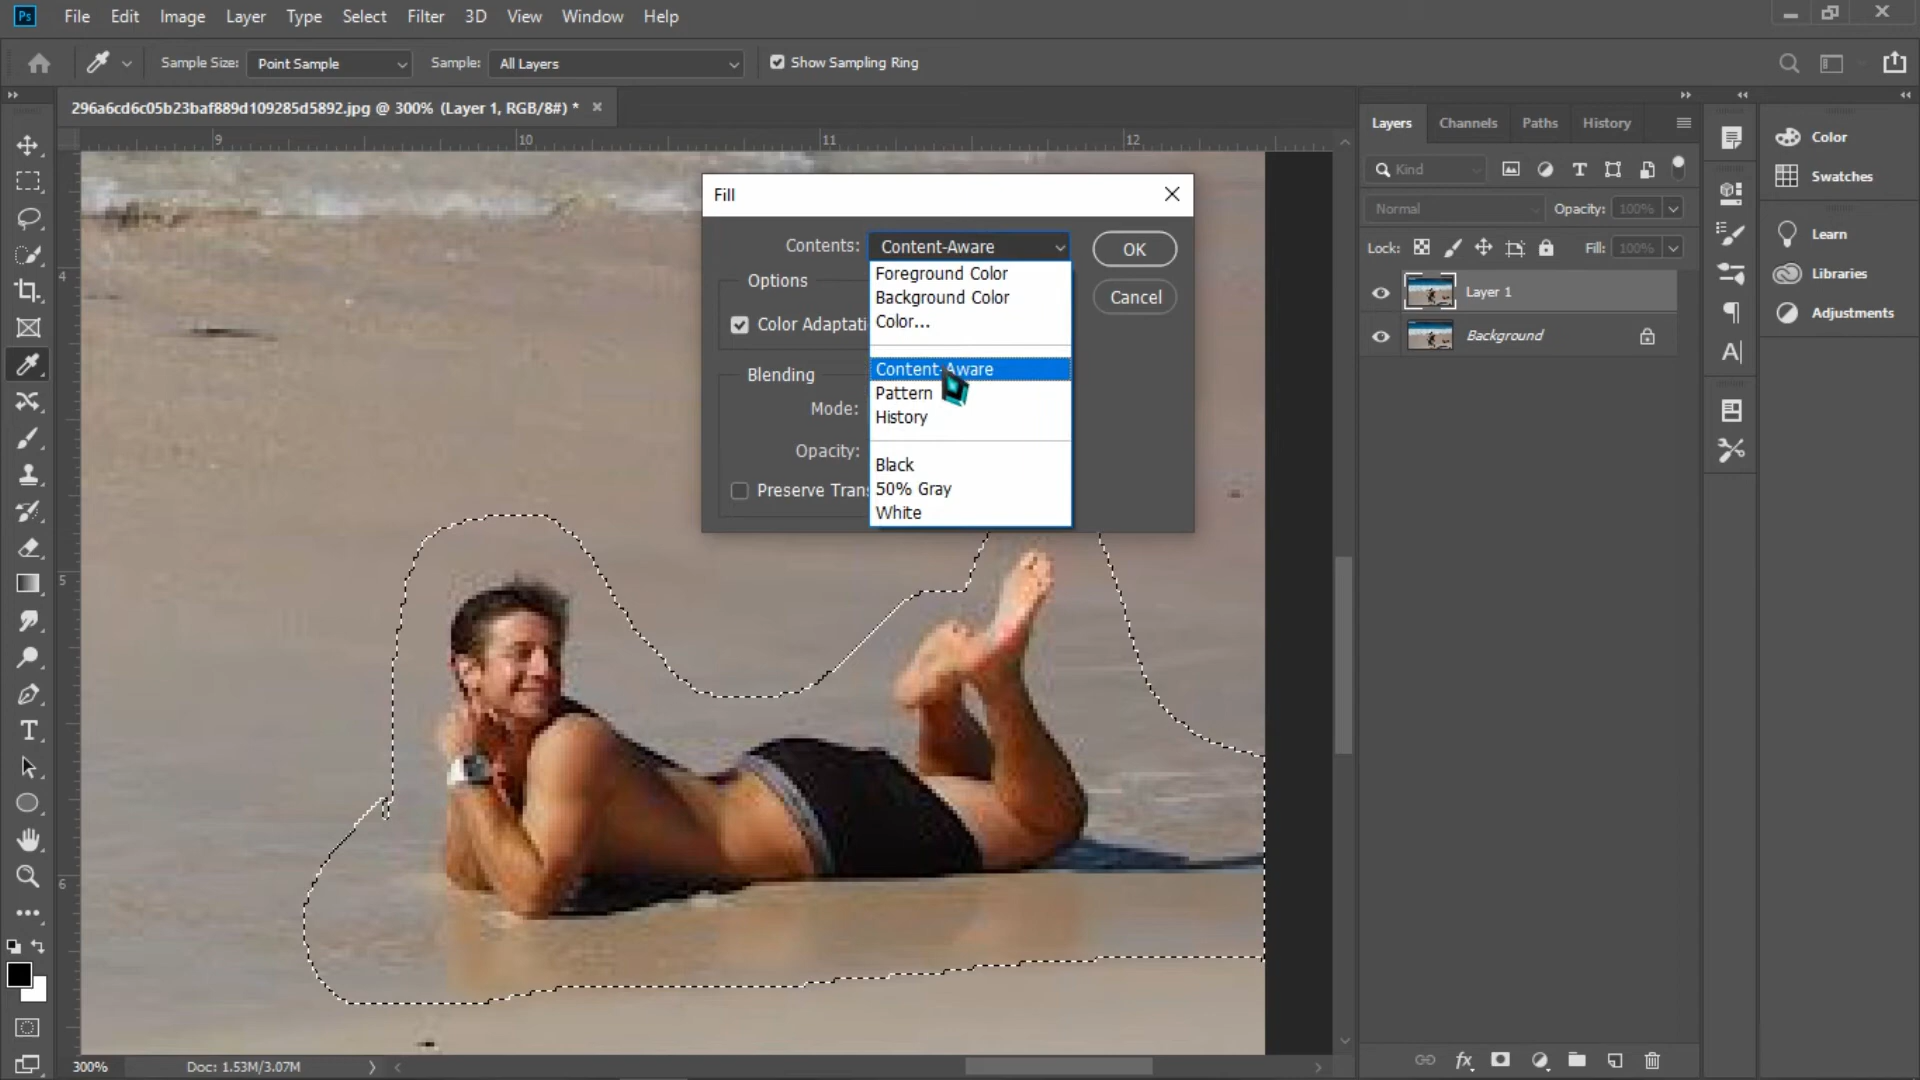 Ps File Edit Image Layer Type Select Filter 3D View Window Help
Sample Size: Point Sample Sample: All Layers Show Sampling Ring
296a6cd6c05b23baf889d109285d5892.jpg @ 300% (Layer 1, RGB/8#) *
9 10 11 12
4
5
6
Fill
Contents: Content-Aware
OK
Cancel
Options
Color Adaptati
Blending
Mode:
Opacity:
Preserve Tran
Foreground Color
Background Color
Color...
Content-Aware
Pattern
History
Black
50% Gray
White
Layers Channels Paths History
Kind
Normal Opacity: 100%
Lock: Fill: 100%
Layer 1
Background
Color
Swatches
Learn
Libraries
Adjustments
300% Doc: 1.53M/3.07M